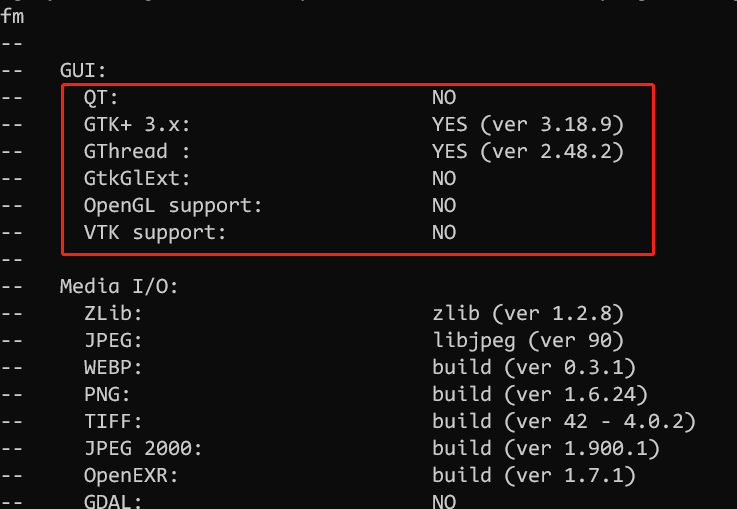 fm
--
--   GUI:
--     QT:                          NO
--     GTK+ 3.x:                    YES (ver 3.18.9)
--     GThread :                    YES (ver 2.48.2)
--     GtkGlExt:                    NO
--     OpenGL support:              NO
--     VTK support:                 NO
--
--   Media I/O:
--     ZLib:                        zlib (ver 1.2.8)
--     JPEG:                        libjpeg (ver 90)
--     WEBP:                        build (ver 0.3.1)
--     PNG:                         build (ver 1.6.24)
--     TIFF:                        build (ver 42 - 4.0.2)
--     JPEG 2000:                   build (ver 1.900.1)
--     OpenEXR:                     build (ver 1.7.1)
--     GDAL:                        NO